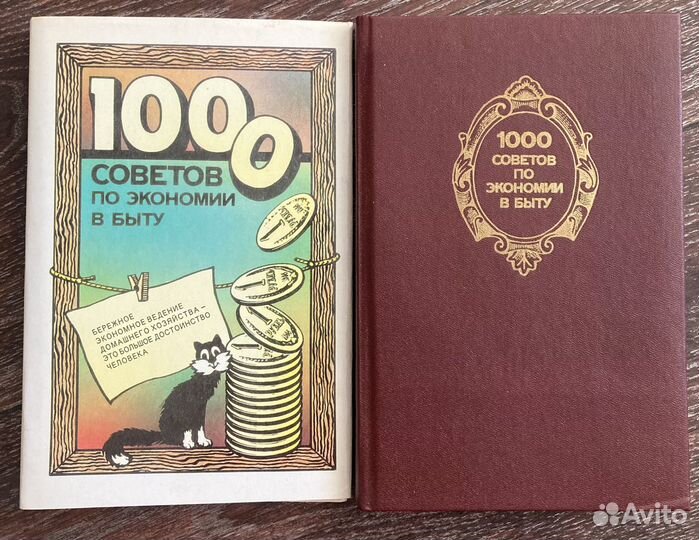 1000
СОВЕТОВ
ПО ЭКОНОМИИ
В БЫТУ
БЕРЕЖНОЕ
ЭКОНОМНОЕ ВЕДЕНИЕ
ДОМАШНЕГО ХОЗЯЙСТВА –
ЭТО БОЛЬШОЕ ДОСТОИНСТВО
ЧЕЛОВЕКА
1000
СОВЕТОВ
ПО
ЭКОНОМИИ
В БЫТУ
Avito